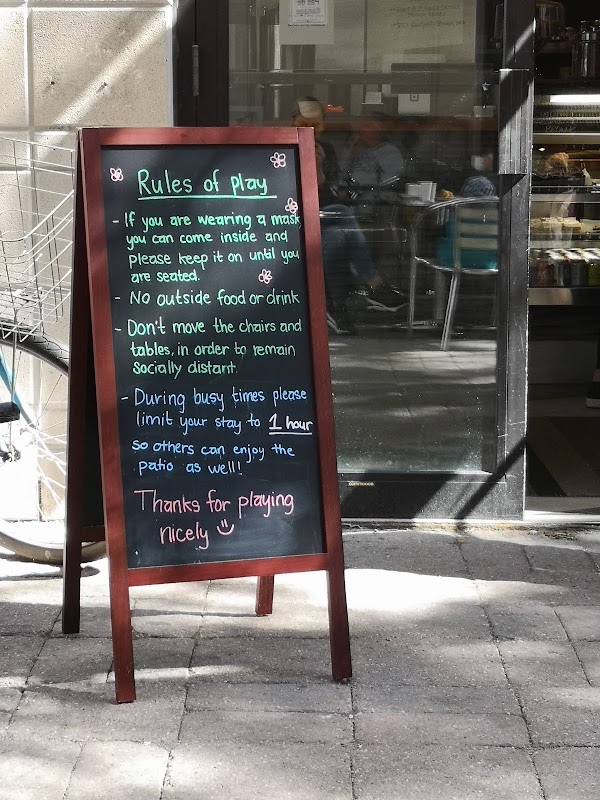 Rules of play
- If you are wearing a mask
you can come inside and
please keep it on until you
are seated.
- No outside food or drink
- Don't move the chairs and
tables, in order to remain
socially distant.
- During busy times please
limit your stay to 1 hour
so others can enjoy the
patio as well!
Thanks for playing
nicely